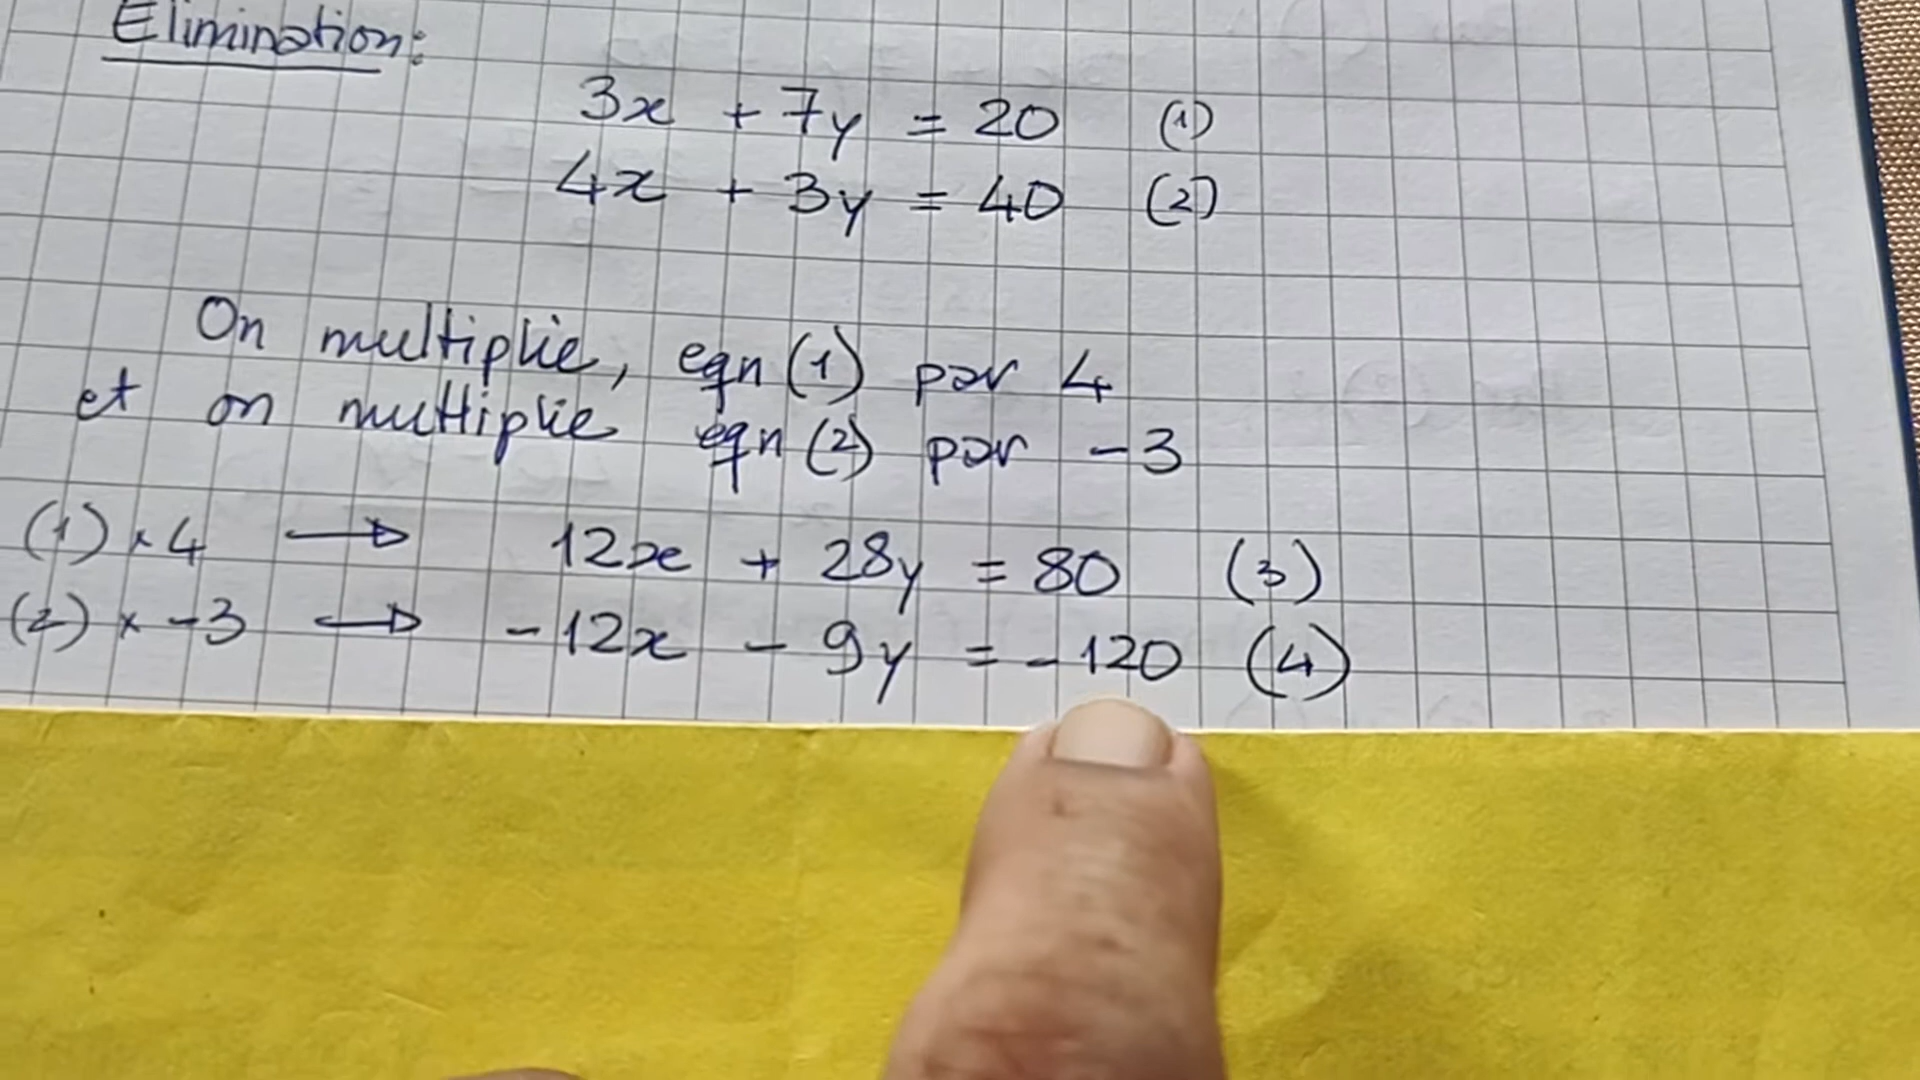 Elimination:
3x + 7y = 20 (1)
4x + 3y = 40 (2)
On multiplie, eqn (1) par 4
et on multiplie eqn (2) par -3
(1) × 4 → 12x + 28y = 80 (3)
(2) × -3 → -12x - 9y = -120 (4)